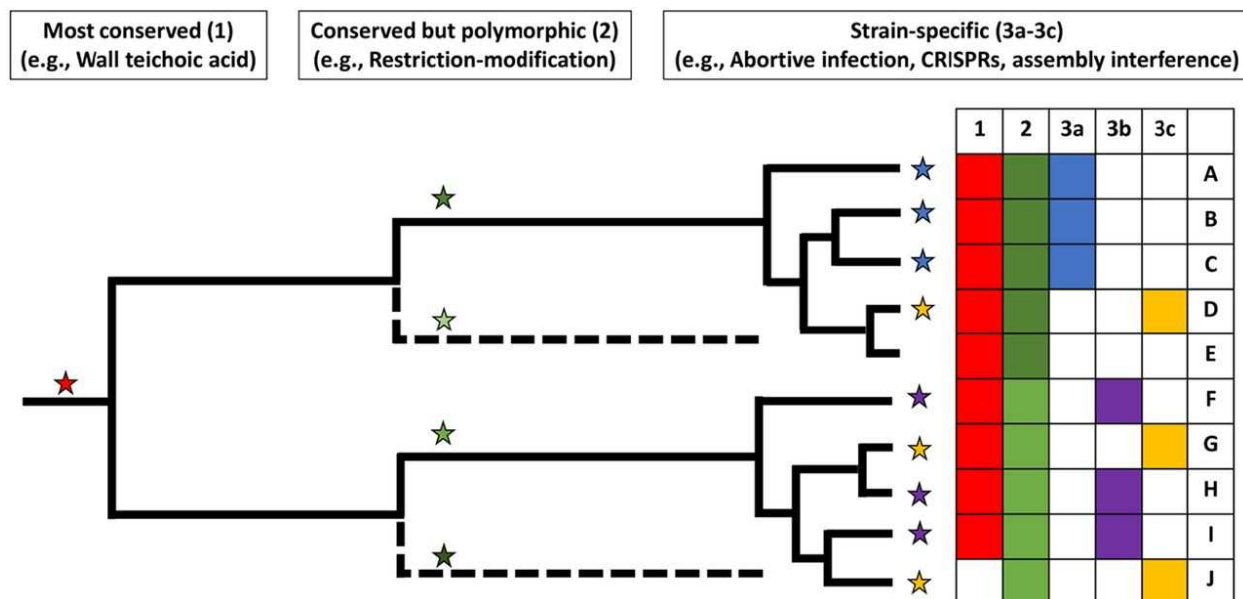 Most conserved (1)
(e.g., Wall teichoic acid)
Conserved but polymorphic (2)
(e.g., Restriction-modification)
Strain-specific (3a-3c)
(e.g., Abortive infection, CRISPRs, assembly interference)
1 2 3a 3b 3c
A
B
C
D
E
F
G
H
I
J